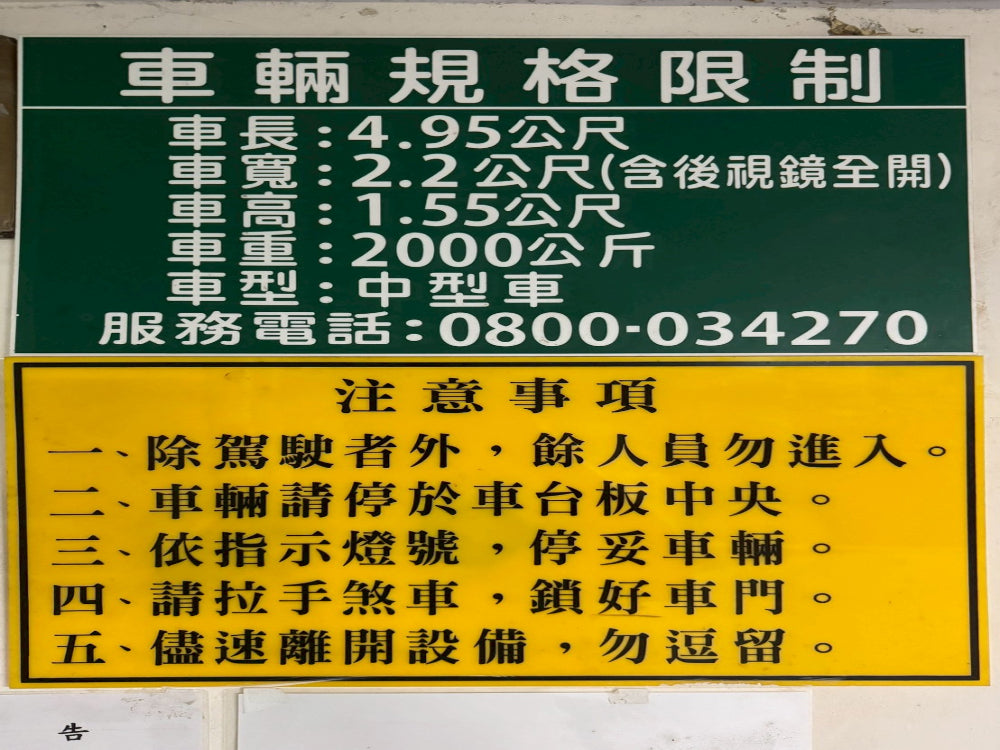 車輛規格限制
車長:4.95公尺
車寬:2.2公尺(含後視鏡全開)
車高:1.55公尺
車重:2000公斤
車型:中型車
服務電話:0800-034270
注意事項
一、除駕駛者外，餘人員勿進入。
二、車輛請停於車台板中央。
三、依指示燈號，停妥車輛。
四、請拉手煞車，鎖好車門。
五、儘速離開設備，勿逗留。
告